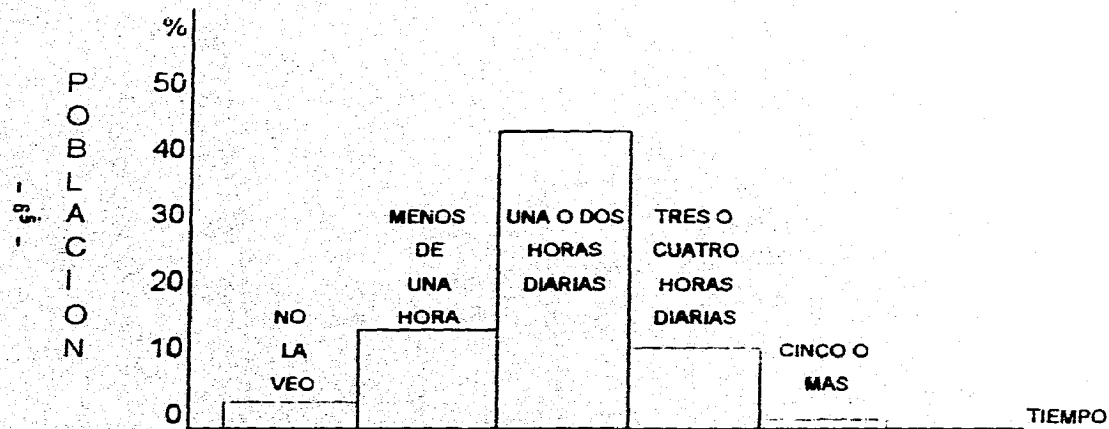 %
POBLACION
50
40
30
20
10
0
NO
LA
VEO
MENOS
DE
UNA
HORA
UNA O DOS
HORAS
DIARIAS
TRES O
CUATRO
HORAS
DIARIAS
CINCO O
MAS
TIEMPO